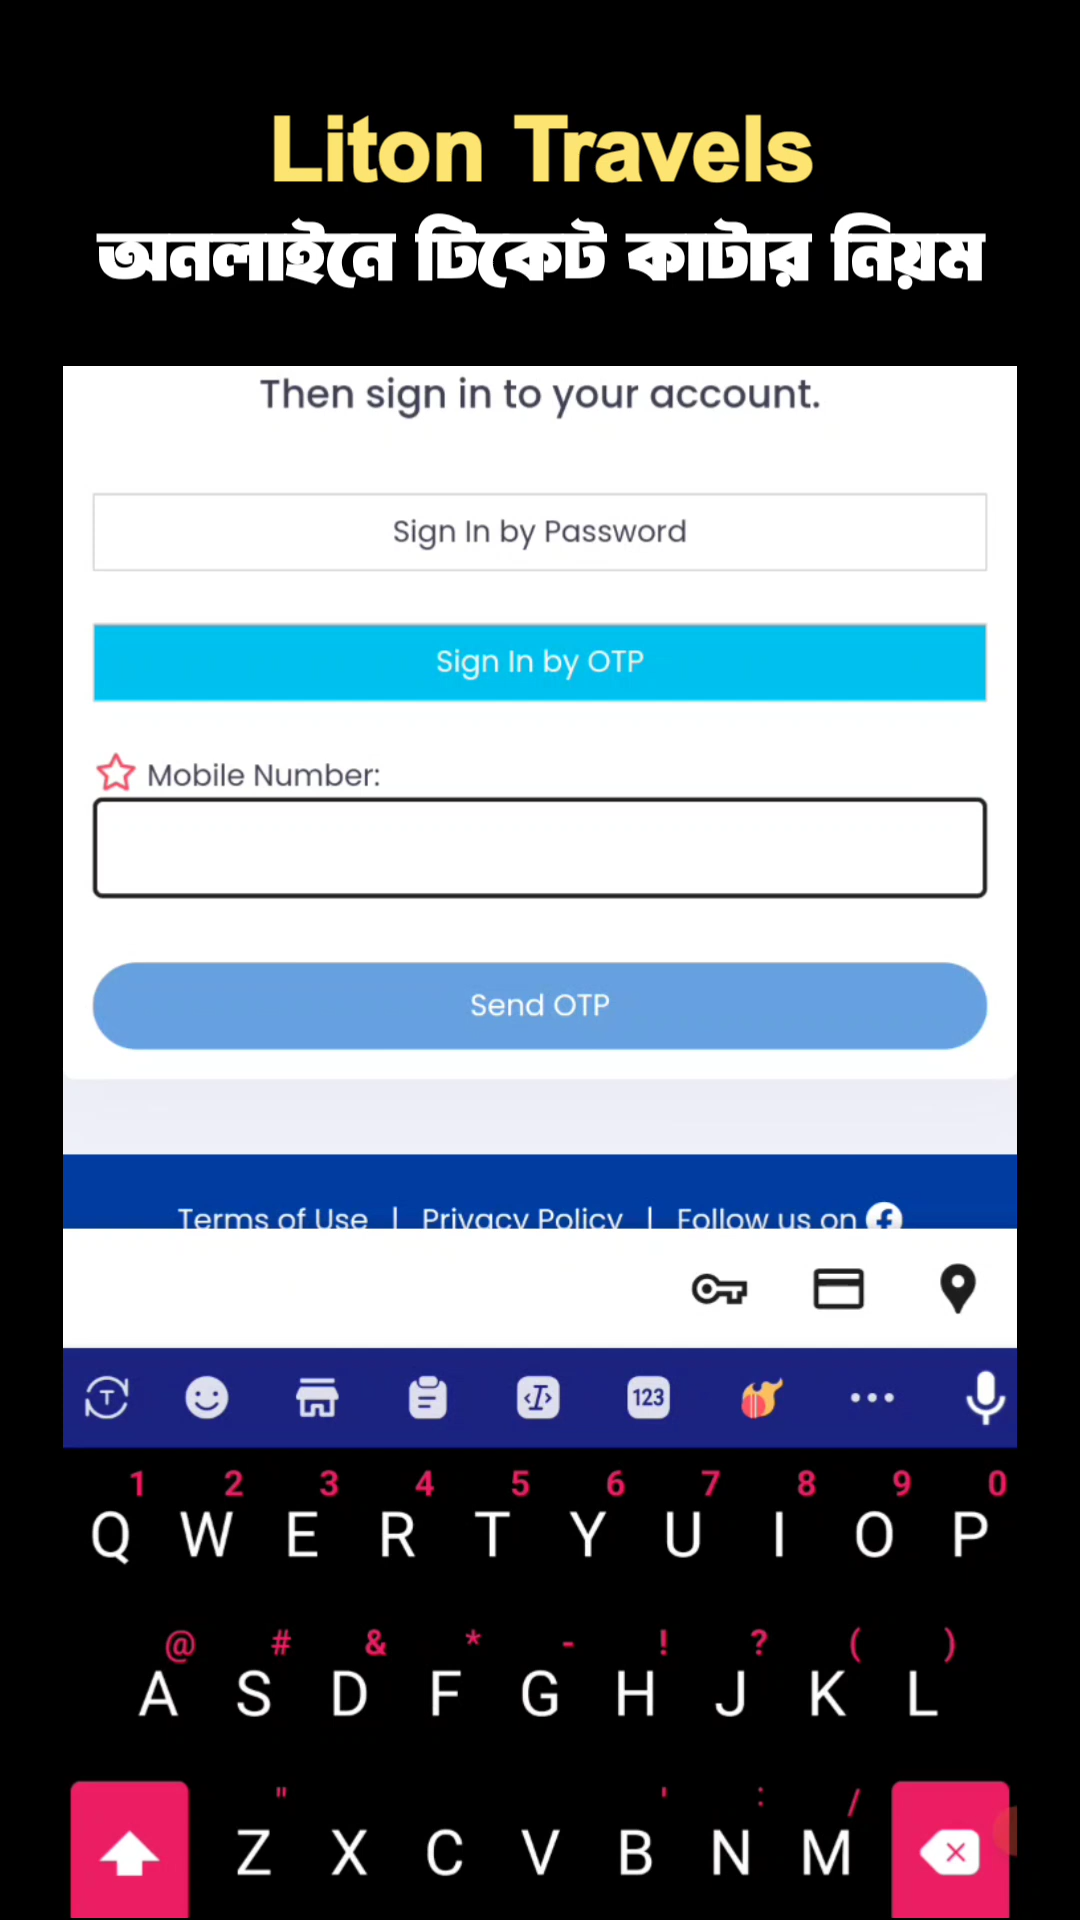 Liton Travels
অনলাইনে টিকেট কাটার নিয়ম
Then sign in to your account.
Sign In by Password
Sign In by OTP
Mobile Number:
Send OTP
Terms of Use | Privacy Policy | Follow us on
T 123
1 2 3 4 5 6 7 8 9 0
Q W E R T Y U I O P
@ # & * - ! ? ( )
A S D F G H J K L
" ' : /
Z X C V B N M